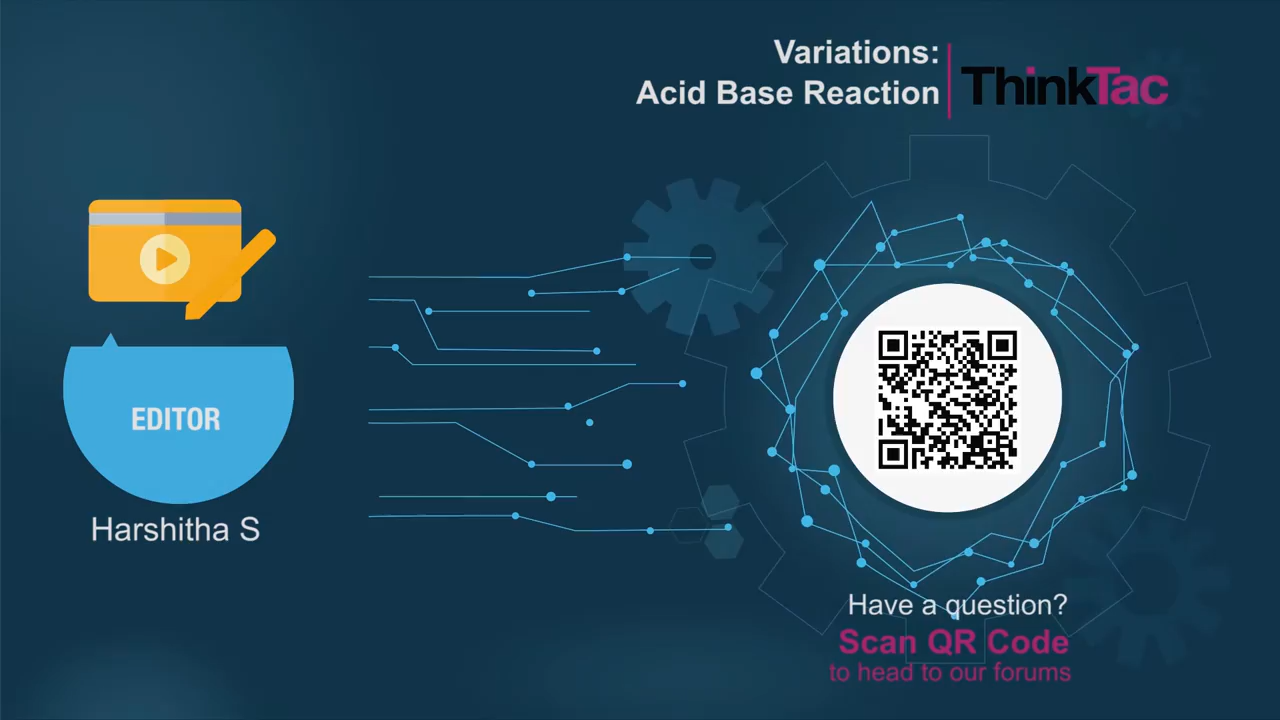 Variations:
Acid Base Reaction
ThinkTac
EDITOR
Harshitha S
Have a question?
Scan QR Code
to head to our forums